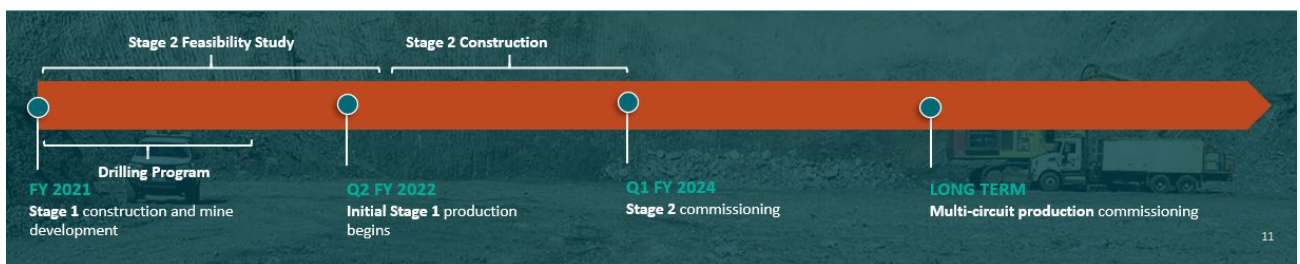 Stage 2 Feasibility Study
Stage 2 Construction
Drilling Program
FY 2021
Stage 1 construction and mine
development
Q2 FY 2022
Initial Stage 1 production
begins
Q1 FY 2024
Stage 2 commissioning
LONG TERM
Multi-circuit production commissioning
11